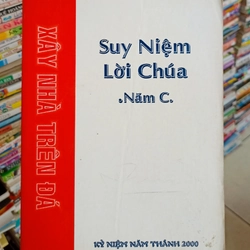 XÂY NHÀ TRÊN ĐÁ
Suy Niệm
Lời Chúa
.Năm C.
KỶ NIỆM NĂM THÁNH 2000